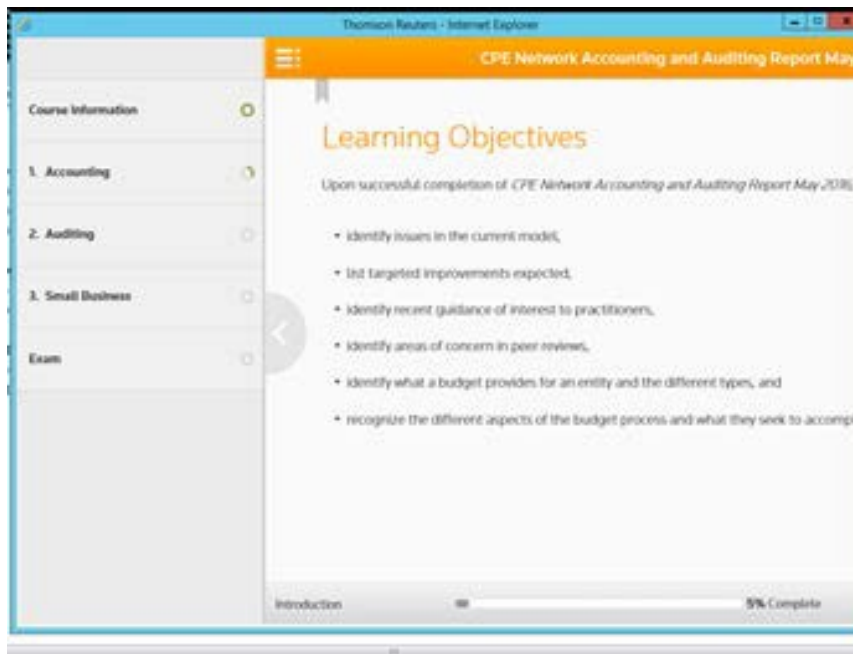 Thomson Reuters - Internet Explorer
CPE Network Accounting and Auditing Report May
Course Information
1. Accounting
2. Auditing
3. Small Business
Exam
Learning Objectives
Upon successful completion of CPE Network Accounting and Auditing Report May 2016,
• identify issues in the current model,
• list targeted improvements expected,
• identify recent guidance of interest to practitioners,
• identify areas of concern in peer reviews,
• identify what a budget provides for an entity and the different types, and
• recognize the different aspects of the budget process and what they seek to accomp
Introduction
5% Complete